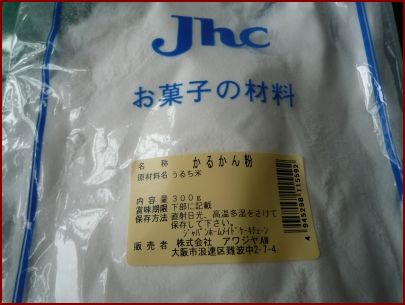 Jhc
お菓子の材料
名 称 かるかん粉
原材料名 うるち米
内 容 量 300g
賞味期限 下部に記載
保存方法 直射日光、高温多湿をさけて
保存して下さい。
ジャパンホームメイドケーキチェーン
販 売 者 株式会社 アワジヤAW
大阪市浪速区難波中2-7-4